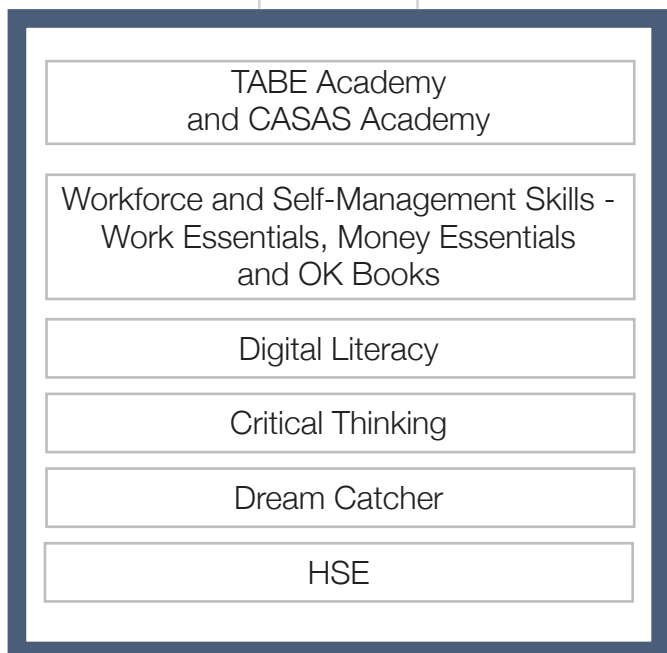 TABE Academy
and CASAS Academy
Workforce and Self-Management Skills -
Work Essentials, Money Essentials
and OK Books
Digital Literacy
Critical Thinking
Dream Catcher
HSE